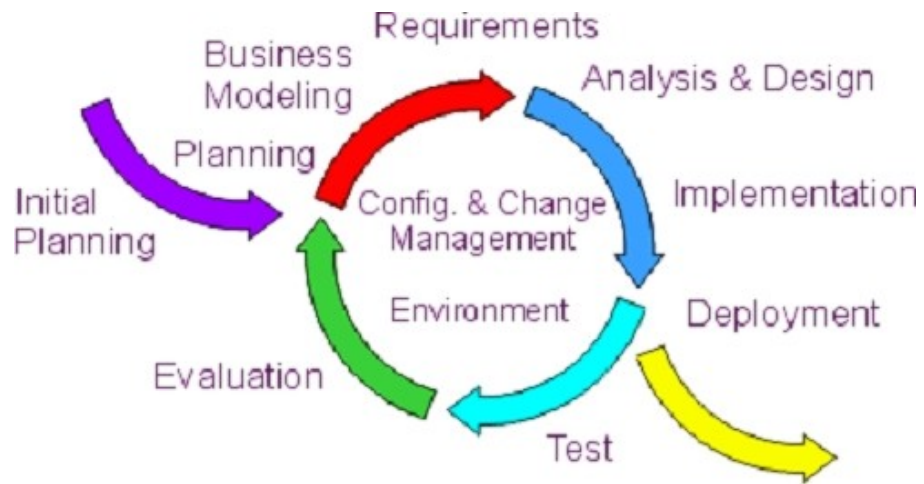 Requirements
Business
Modeling
Analysis & Design
Planning
Initial
Planning
Config. & Change
Management
Implementation
Environment
Deployment
Evaluation
Test